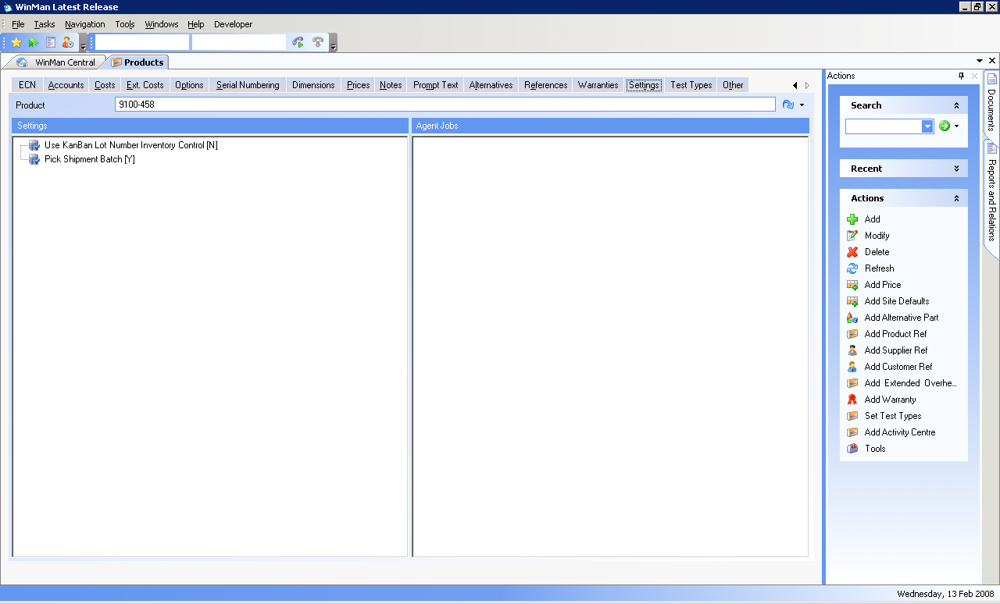 WinMan Latest Release
File Tasks Navigation Tools Windows Help Developer
WinMan Central Products
ECN Accounts Costs Ext. Costs Options Serial Numbering Dimensions Prices Notes Prompt Text Alternatives References Warranties Settings Test Types Other
Product 9100-458
Settings Agent Jobs
Use KanBan Lot Number Inventory Control [N]
Pick Shipment Batch [Y]
Actions
Search
Recent
Actions
Add
Modify
Delete
Refresh
Add Price
Add Site Defaults
Add Alternative Part
Add Product Ref
Add Supplier Ref
Add Customer Ref
Add Extended Overhe...
Add Warranty
Set Test Types
Add Activity Centre
Tools
Documents
Reports and Relations
Wednesday, 13 Feb 2008